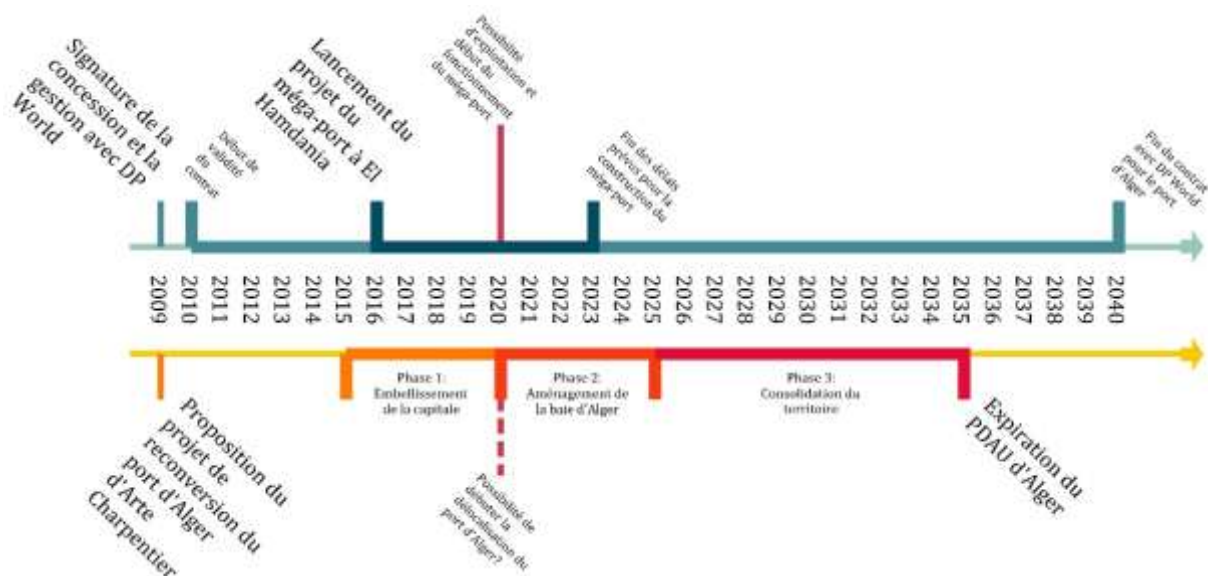 Signature de la
concession et la
gestion avec DP
World
Début de
validité
du
contrat
Lancement du
projet du
méga-port à El
Hamdania
Possibilité
d'exploitation et
début du
fonctionnement
du méga-port
Fin des délais
prévus pour la
construction du
méga-port
Fin du contrat
avec DP World
pour le port
d'Alger
2009
2010
2011
2012
2013
2014
2015
2016
2017
2018
2019
2020
2021
2022
2023
2024
2025
2026
2027
2028
2029
2030
2031
2032
2033
2034
2035
2036
2037
2038
2039
2040
Phase 1:
Embellissement
de la capitale
Phase 2:
Aménagement de
la baie d'Alger
Phase 3:
Consolidation du
territoire
Proposition du
projet de
reconversion du
port d'Alger
d'Arte
Charpentier
Possibilité de
débuter la
délocalisation du
port d'Alger?
Expiration du
PDAU d'Alger